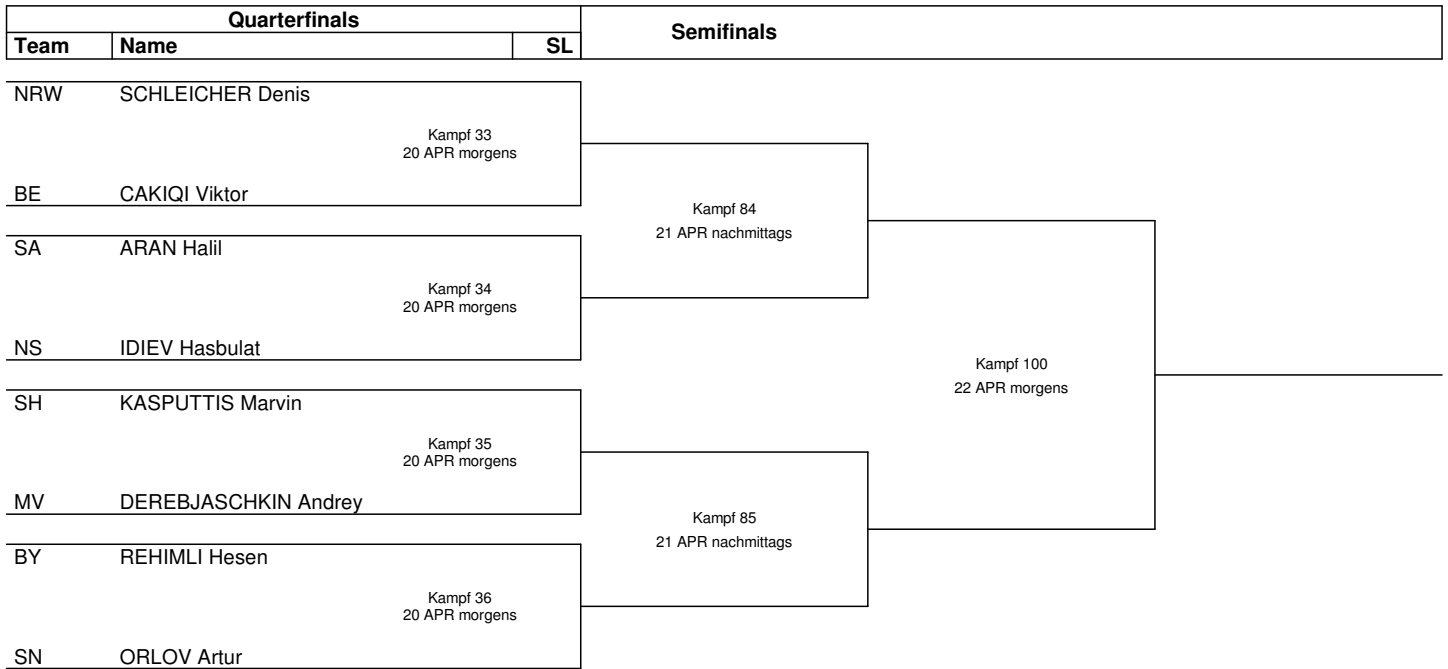 Quarterfinals
Semifinals
Team Name SL
NRW SCHLEICHER Denis
Kampf 33
20 APR morgens
BE CAKIQI Viktor
Kampf 84
21 APR nachmittags
SA ARAN Halil
Kampf 34
20 APR morgens
NS IDIEV Hasbulat
Kampf 100
22 APR morgens
SH KASPUTTIS Marvin
Kampf 35
20 APR morgens
MV DEREBJASCHKIN Andrey
Kampf 85
21 APR nachmittags
BY REHIMLI Hesen
Kampf 36
20 APR morgens
SN ORLOV Artur